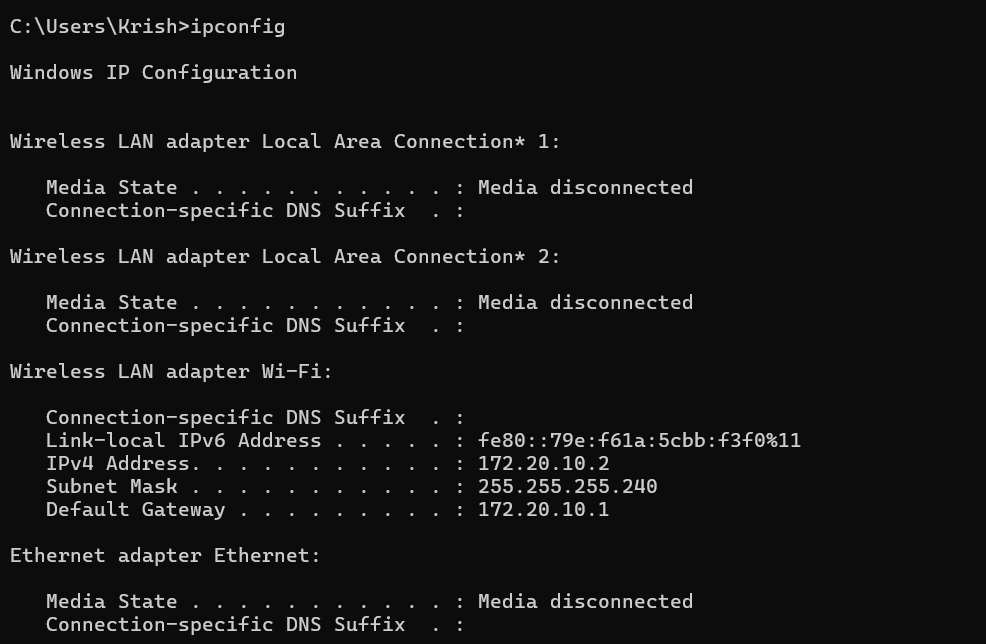 C:\Users\Krish>ipconfig
Windows IP Configuration
Wireless LAN adapter Local Area Connection* 1:
   Media State . . . . . . . . . . . : Media disconnected
   Connection-specific DNS Suffix  . :
Wireless LAN adapter Local Area Connection* 2:
   Media State . . . . . . . . . . . : Media disconnected
   Connection-specific DNS Suffix  . :
Wireless LAN adapter Wi-Fi:
   Connection-specific DNS Suffix  . :
   Link-local IPv6 Address . . . . . : fe80::79e:f61a:5cbb:f3f0%11
   IPv4 Address. . . . . . . . . . . : 172.20.10.2
   Subnet Mask . . . . . . . . . . . : 255.255.255.240
   Default Gateway . . . . . . . . . : 172.20.10.1
Ethernet adapter Ethernet:
   Media State . . . . . . . . . . . : Media disconnected
   Connection-specific DNS Suffix  . :